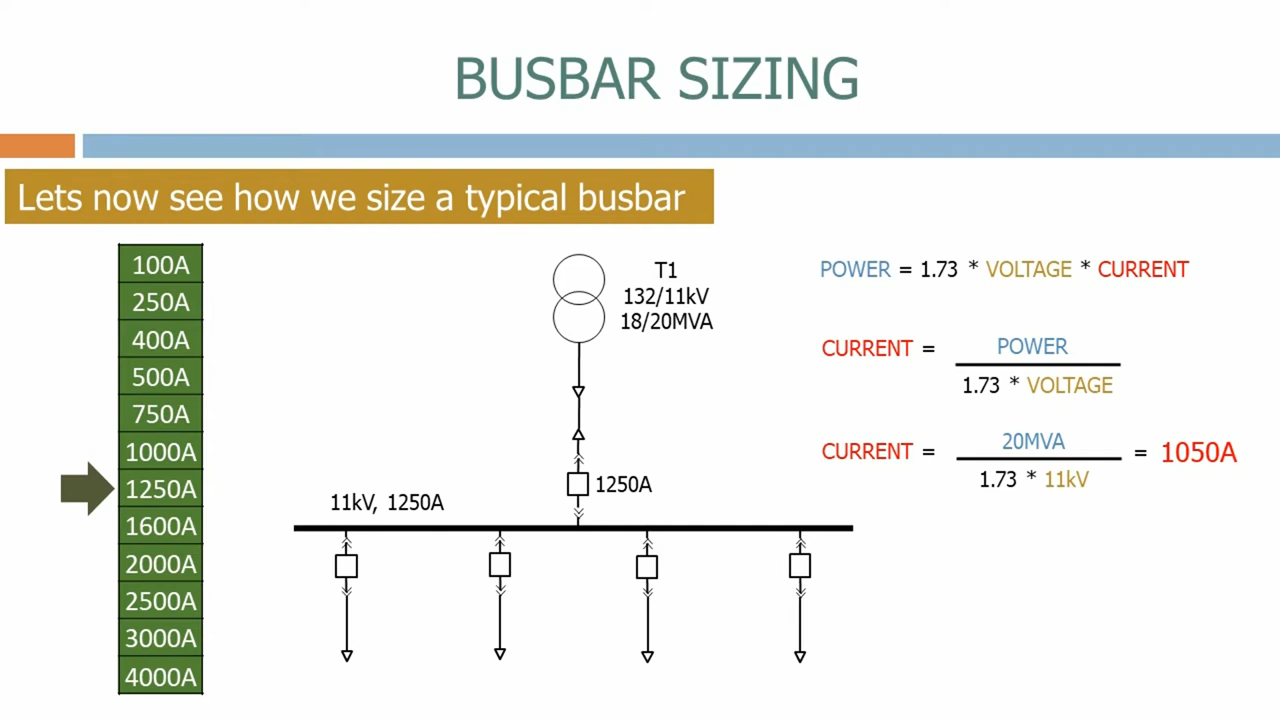 BUSBAR SIZING
Lets now see how we size a typical busbar
100A
250A
400A
500A
750A
1000A
1250A
1600A
2000A
2500A
3000A
4000A
T1
132/11kV
18/20MVA
1250A
11kV, 1250A
POWER = 1.73 * VOLTAGE * CURRENT
CURRENT =
POWER
1.73 * VOLTAGE
CURRENT =
20MVA
1.73 * 11kV
= 1050A